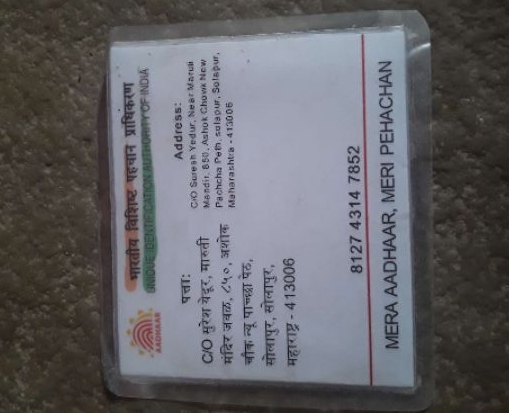 भारतीय विशिष्ट पहचान प्राधिकरण
UNIQUE IDENTIFICATION AUTHORITY OF INDIA
AADHAAR
पत्ता:
C/O सुरेश येदूर, मारुती
मंदिर जवळ, ८५०, अशोक
चौक न्यू पाच्छा पेठ,
सोलापुर, सोलापुर,
महाराष्ट्र - 413006
Address:
C/O Suresh Yedur, Near Maruti
Mandir, 850, Ashok Chowk New
Pachcha Peth, solapur, Solapur,
Maharashtra - 413006
8127 4314 7852
MERA AADHAAR, MERI PEHACHAN